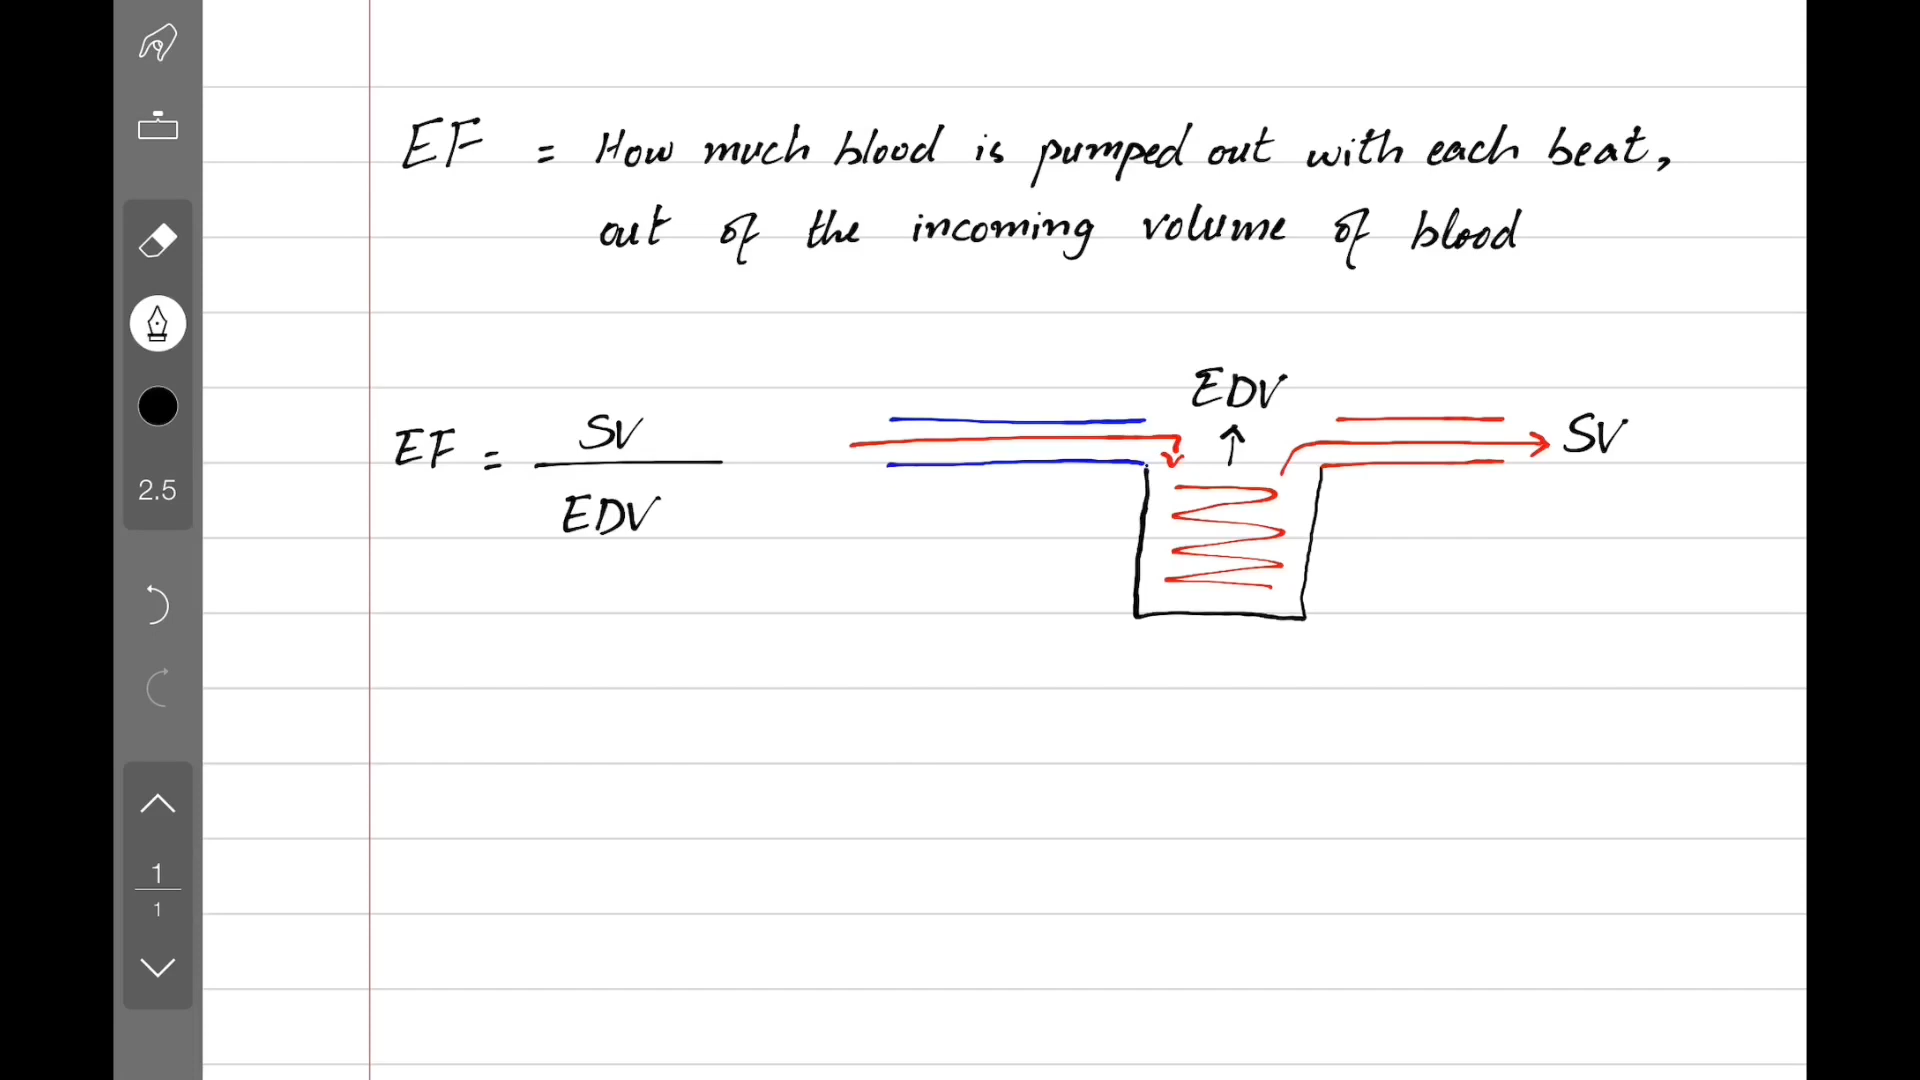 EF = How much blood is pumped out with each beat,
out of the incoming volume of blood
EF = SV
EDV
EDV
SV
2.5
1
1